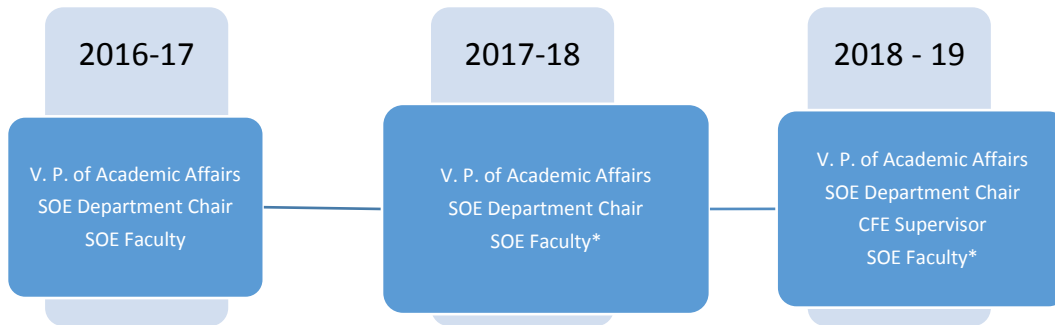 2016-17
V. P. of Academic Affairs
SOE Department Chair
SOE Faculty
2017-18
V. P. of Academic Affairs
SOE Department Chair
SOE Faculty*
2018 - 19
V. P. of Academic Affairs
SOE Department Chair
CFE Supervisor
SOE Faculty*